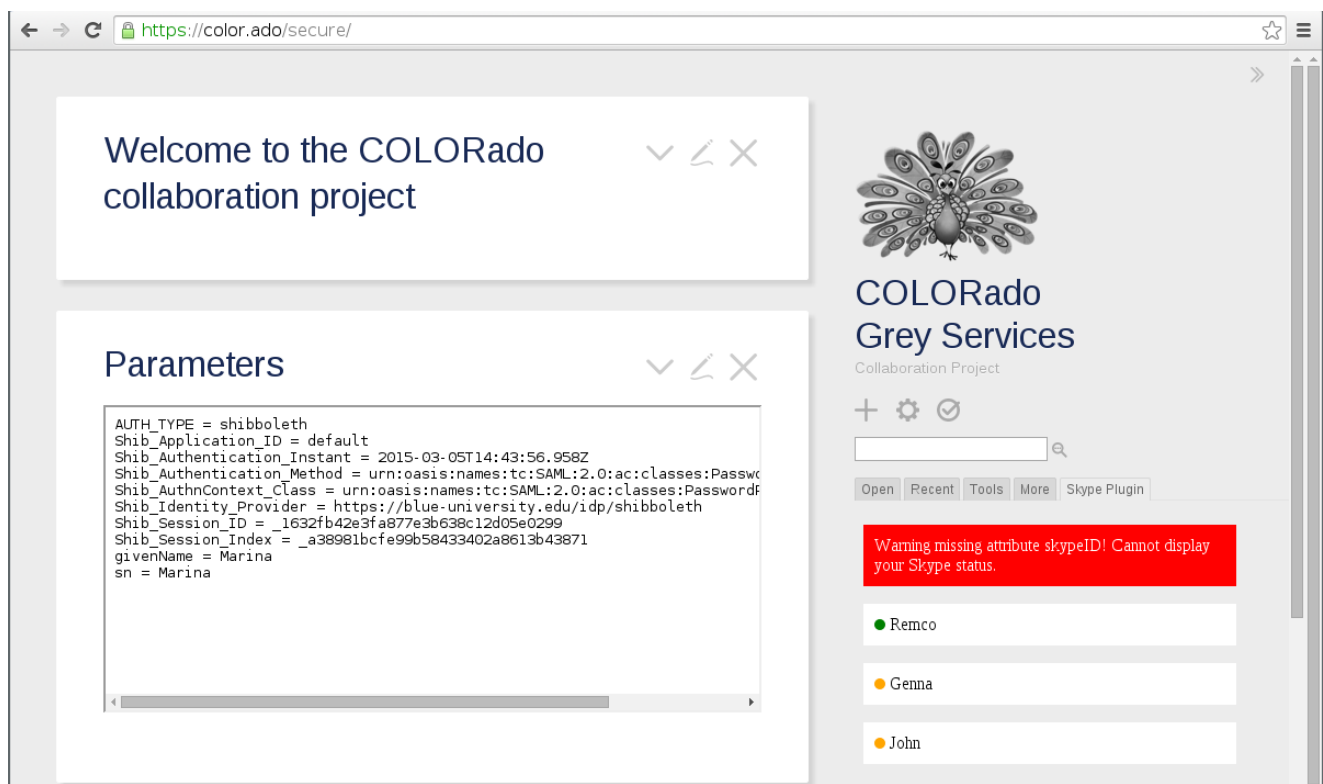 https://color.ado/secure/
Welcome to the COLORado
collaboration project
Parameters
AUTH_TYPE = shibboleth
Shib_Application_ID = default
Shib_Authentication_Instant = 2015-03-05T14:43:56.958Z
Shib_Authentication_Method = urn:oasis:names:tc:SAML:2.0:ac:classes:Passwo
Shib_AuthnContext_Class = urn:oasis:names:tc:SAML:2.0:ac:classes:PasswordP
Shib_Identity_Provider = https://blue-university.edu/idp/shibboleth
Shib_Session_ID = _1632fb42e3fa877e3b638c12d05e0299
Shib_Session_Index = _a38981bcfe99b58433402a8613b43871
givenName = Marina
sn = Marina
COLORado
Grey Services
Collaboration Project
Open Recent Tools More Skype Plugin
Warning missing attribute skypeID! Cannot display
your Skype status.
Remco
Genna
John